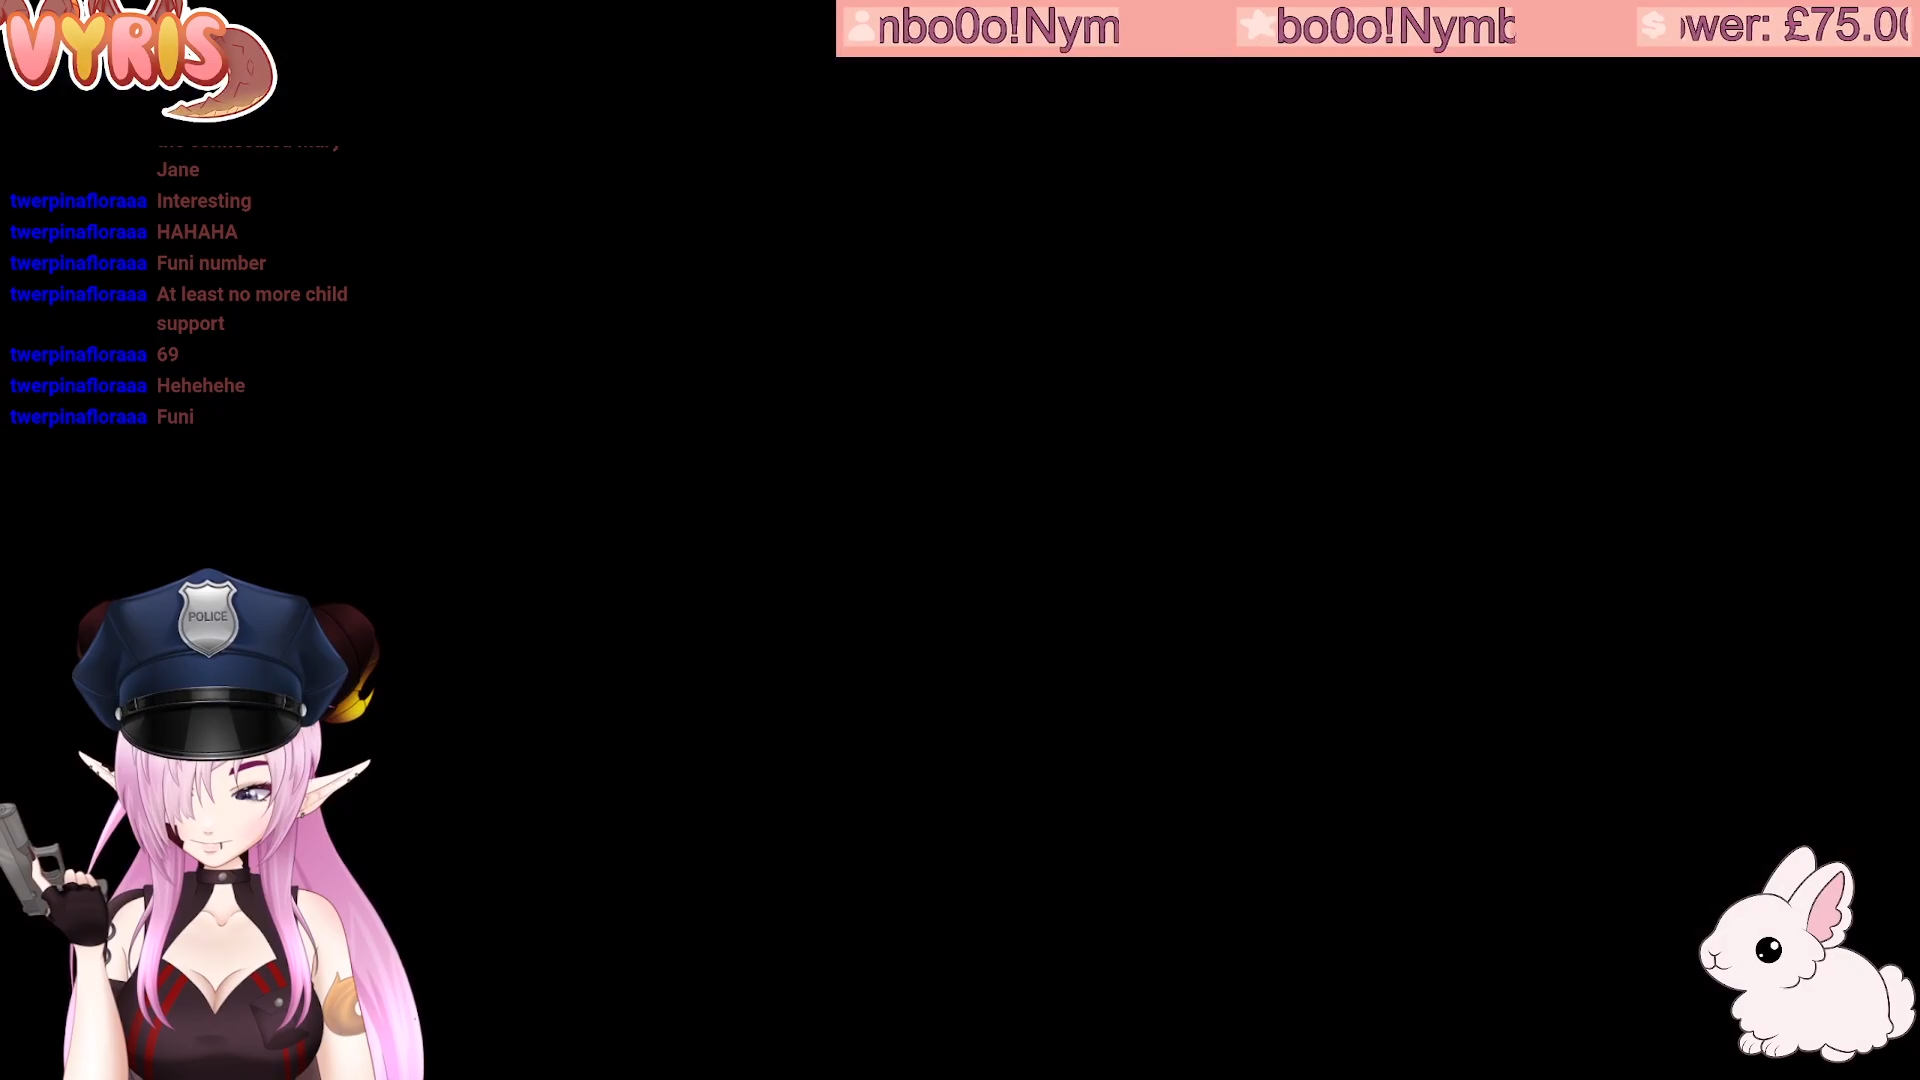 VYRIS
nbo0o!Nym
bo0o!Nymb
wer: £75.00
Jane
twerpinafloraaa Interesting
twerpinafloraaa HAHAHA
twerpinafloraaa Funi number
twerpinafloraaa At least no more child
support
twerpinafloraaa 69
twerpinafloraaa Hehehehe
twerpinafloraaa Funi
POLICE